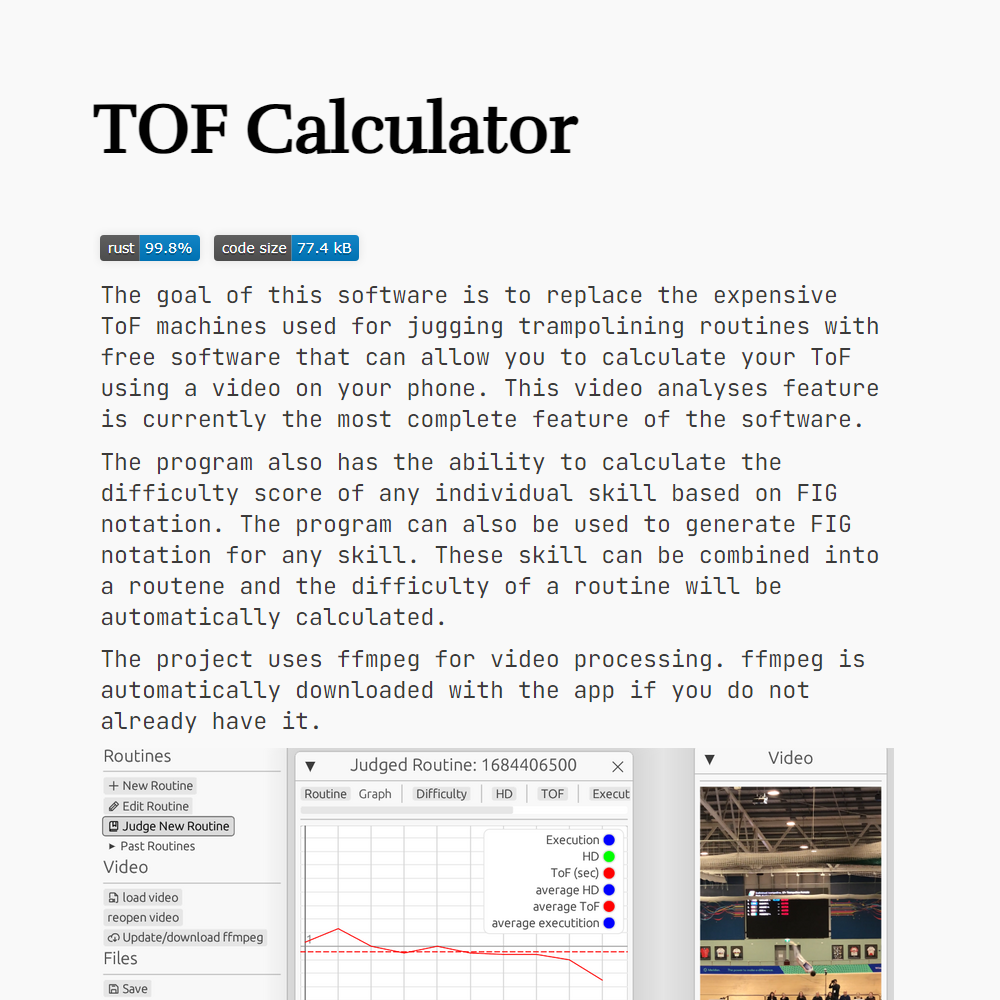 TOF Calculator
rust 99.8% code size 77.4 kB
The goal of this software is to replace the expensive
ToF machines used for jugging trampolining routines with
free software that can allow you to calculate your ToF
using a video on your phone. This video analyses feature
is currently the most complete feature of the software.
The program also has the ability to calculate the
difficulty score of any individual skill based on FIG
notation. The program can also be used to generate FIG
notation for any skill. These skill can be combined into
a routene and the difficulty of a routine will be
automatically calculated.
The project uses ffmpeg for video processing. ffmpeg is
automatically downloaded with the app if you do not
already have it.
Routines
+ New Routine
Edit Routine
Judge New Routine
Past Routines
Video
load video
reopen video
Update/download ffmpeg
Files
Save
Judged Routine: 1684406500
Routine Graph Difficulty HD TOF Execut
Execution
HD
ToF (sec)
average HD
average ToF
average executition
1
Video